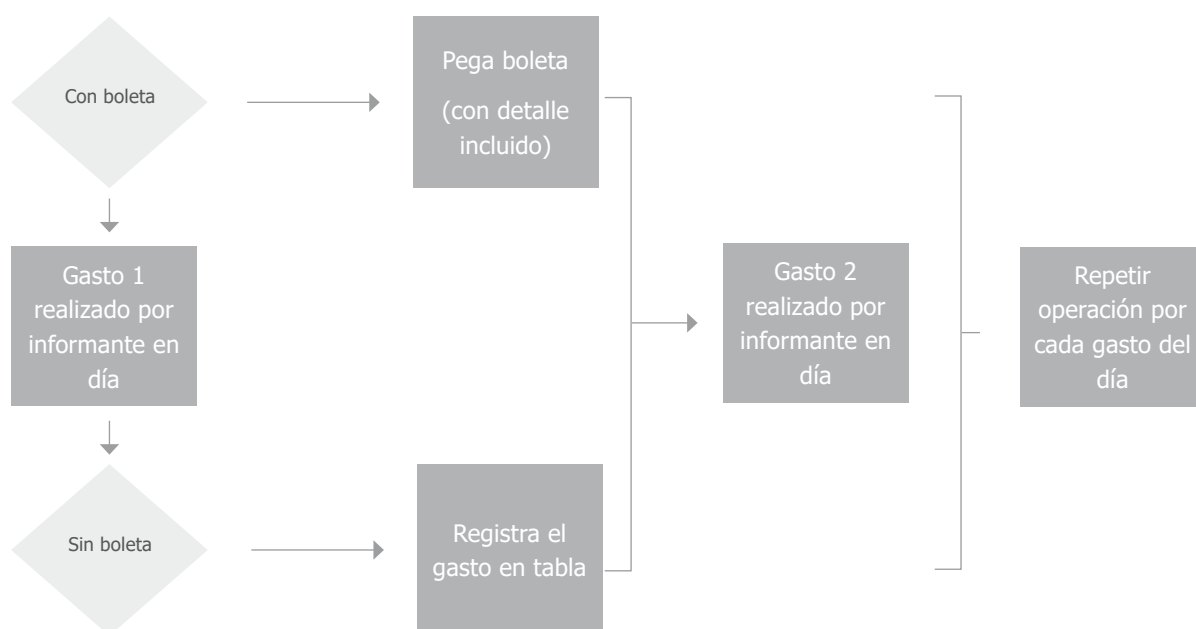 Con boleta
Pega boleta
(con detalle
incluido)
Gasto 1
realizado por
informante en
día
Gasto 2
realizado por
informante en
día
Repetir
operación por
cada gasto del
día
Sin boleta
Registra el
gasto en tabla